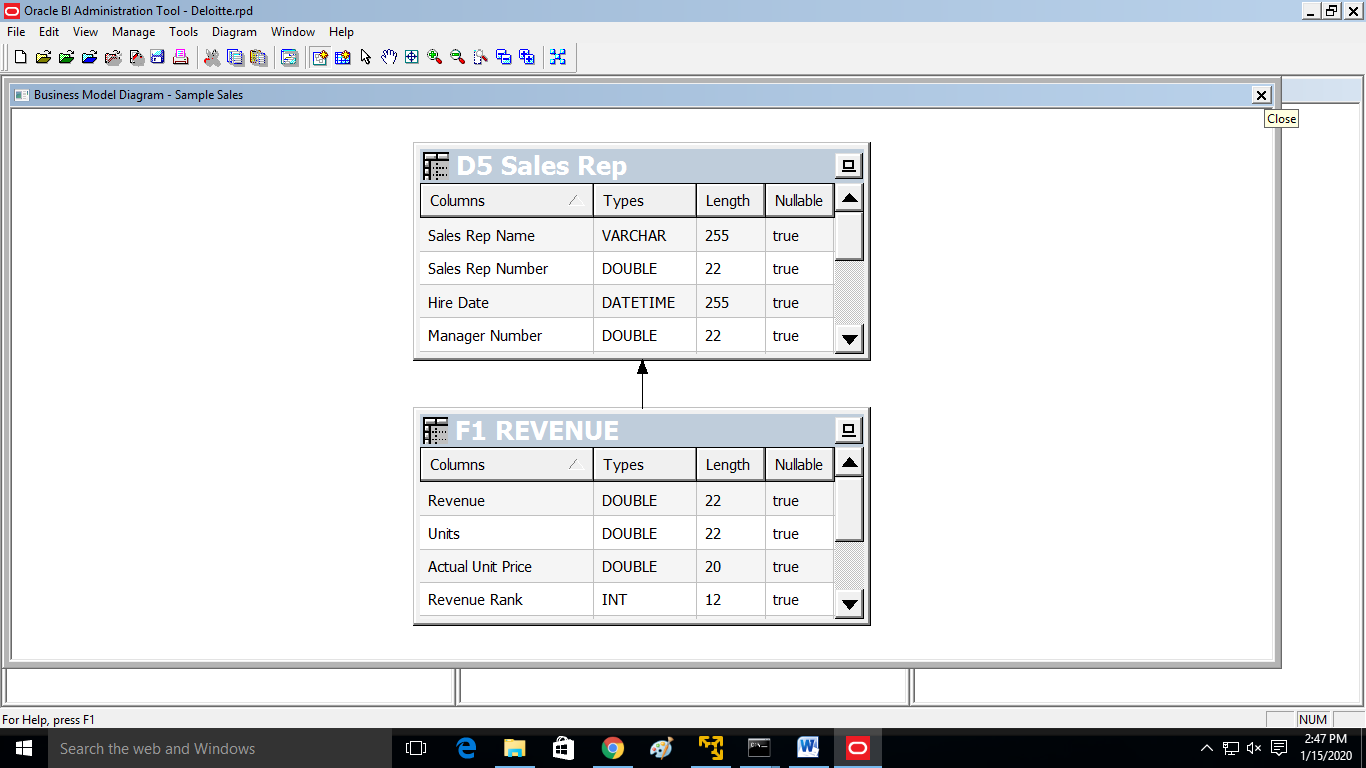 Oracle BI Administration Tool - Deloitte.rpd
File Edit View Manage Tools Diagram Window Help
Business Model Diagram - Sample Sales
Close
D5 Sales Rep
Columns Types Length Nullable
Sales Rep Name VARCHAR 255 true
Sales Rep Number DOUBLE 22 true
Hire Date DATETIME 255 true
Manager Number DOUBLE 22 true
F1 REVENUE
Columns Types Length Nullable
Revenue DOUBLE 22 true
Units DOUBLE 22 true
Actual Unit Price DOUBLE 20 true
Revenue Rank INT 12 true
For Help, press F1
NUM
Search the web and Windows
2:47 PM
1/15/2020